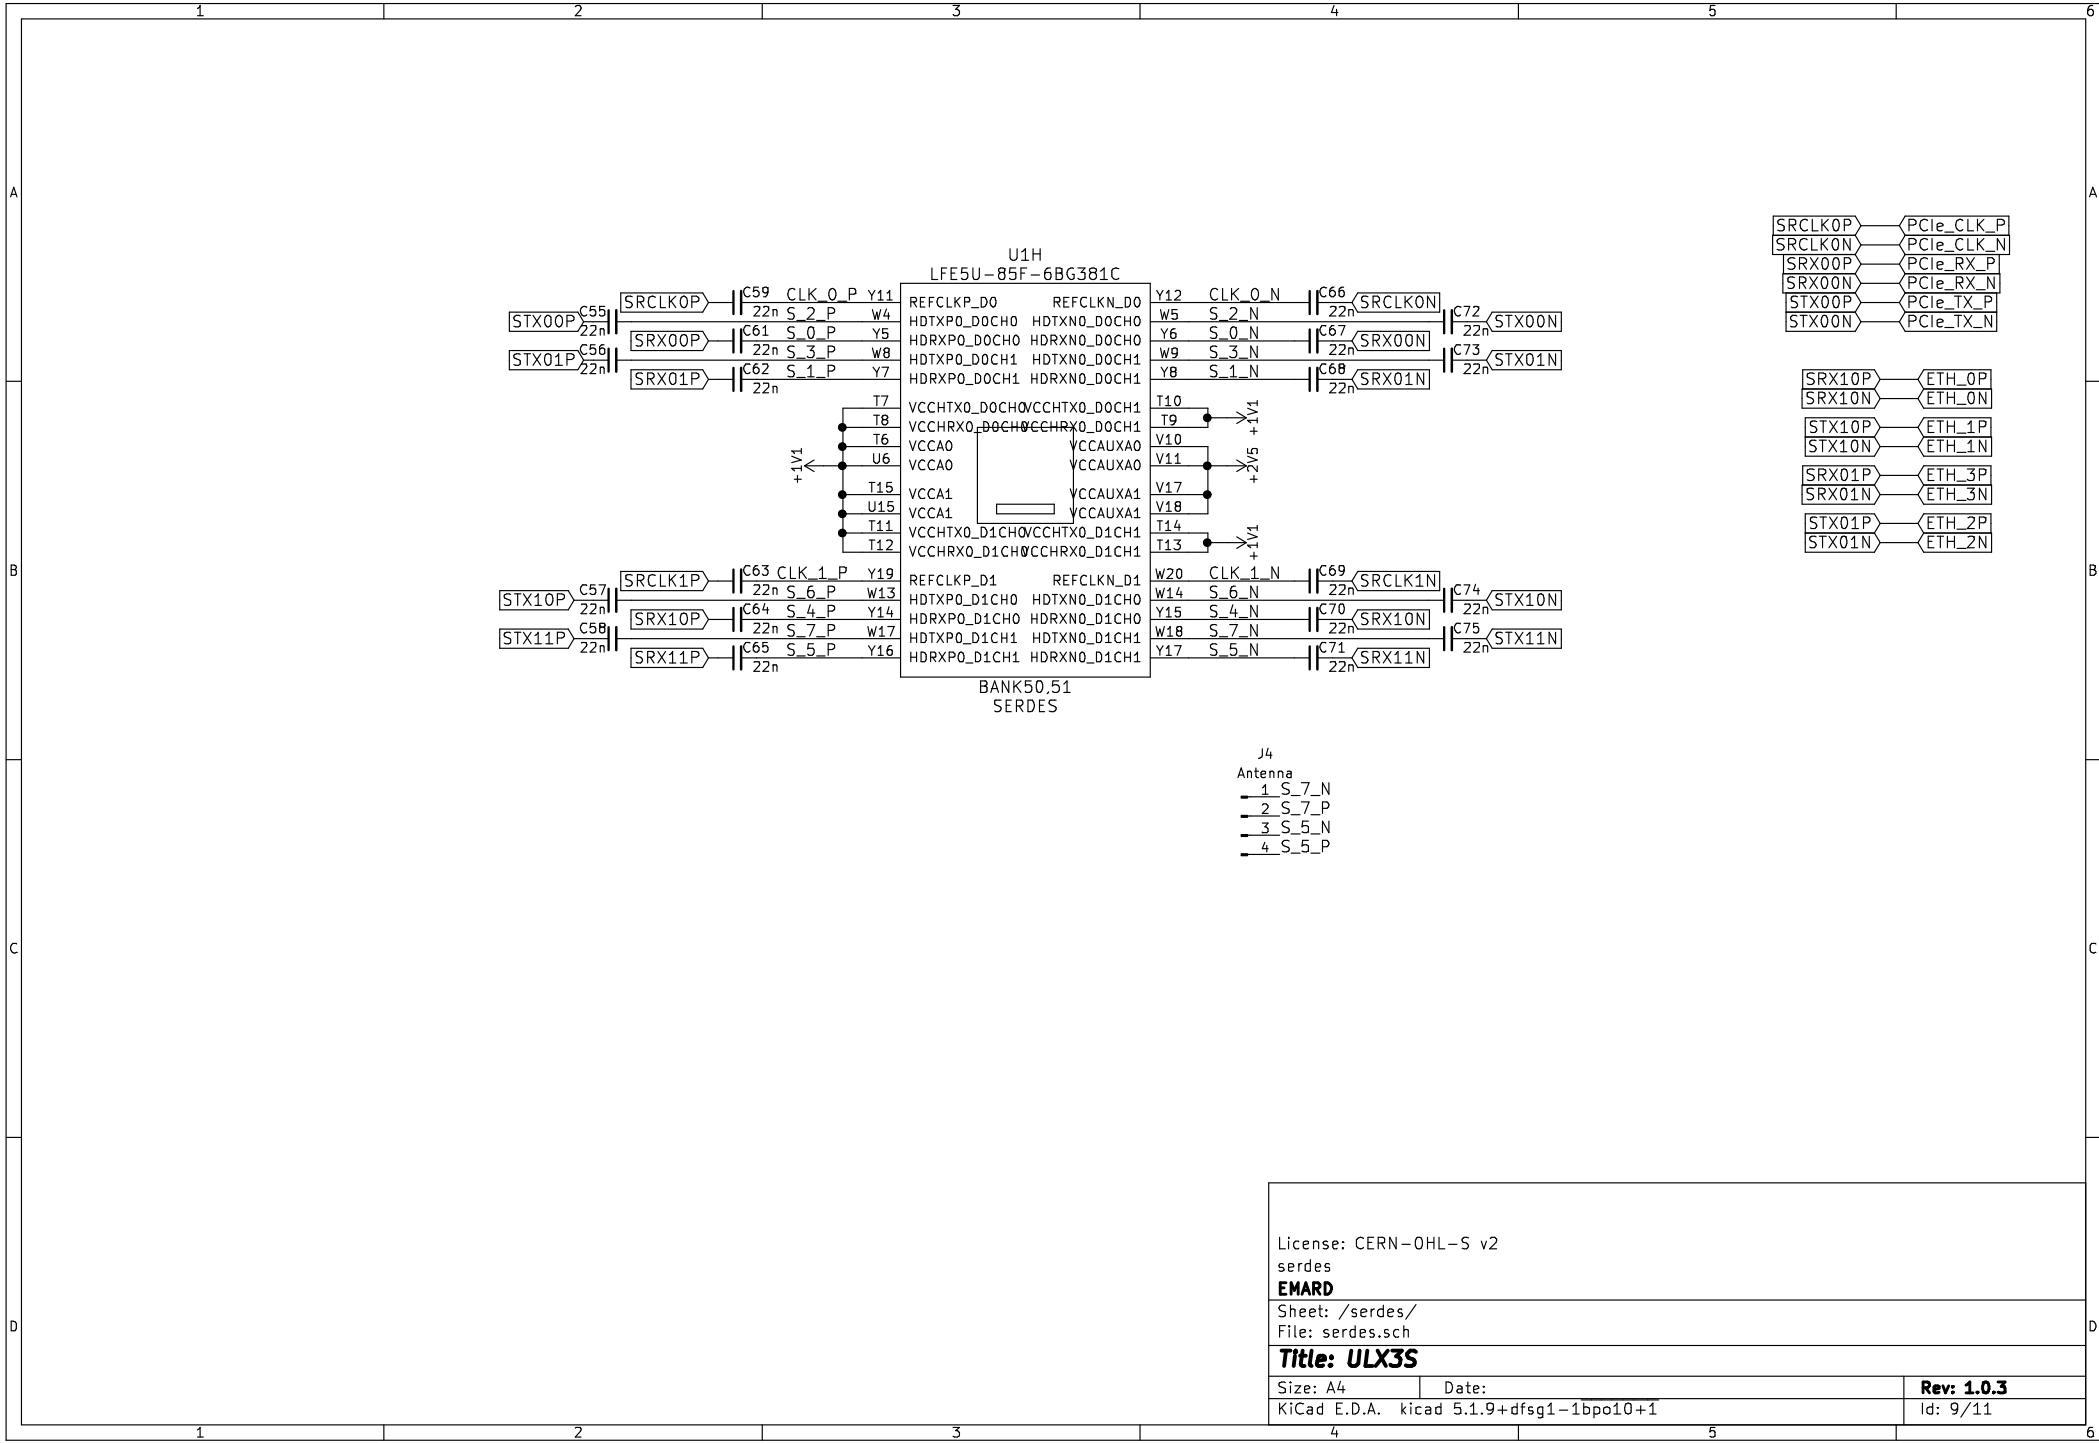 1 2 3 4 5 6
A A
U1H
LFE5U-85F-6BG381C
SRCLK0P C59 22n CLK_0_P Y11 REFCLKP_D0 REFCLKN_D0 Y12 CLK_0_N C66 22n SRCLK0N
STX00P C55 22n S_2_P W4 HDTXP0_D0CH0 HDTXN0_D0CH0 W5 S_2_N C72 22n STX00N
SRX00P C61 22n S_0_P Y5 HDRXP0_D0CH0 HDRXN0_D0CH0 Y6 S_0_N C67 22n SRX00N
STX01P C56 22n S_3_P W8 HDTXP0_D0CH1 HDTXN0_D0CH1 W9 S_3_N C73 22n STX01N
SRX01P C62 22n S_1_P Y7 HDRXP0_D0CH1 HDRXN0_D0CH1 Y8 S_1_N C68 22n SRX01N
T7 VCCHTX0_D0CH0 VCCHTX0_D0CH1 T10
T8 VCCHRX0_D0CH0 VCCHRX0_D0CH1 T9 +1V1
T6 VCCA0 VCCAUXA0 V10
+1V1 U6 VCCA0 VCCAUXA0 V11 +2V5
T15 VCCA1 VCCAUXA1 V17
U15 VCCA1 VCCAUXA1 V18
T11 VCCHTX0_D1CH0 VCCHTX0_D1CH1 T14
T12 VCCHRX0_D1CH0 VCCHRX0_D1CH1 T13 +1V1
SRCLK1P C63 22n CLK_1_P Y19 REFCLKP_D1 REFCLKN_D1 W20 CLK_1_N C69 22n SRCLK1N
STX10P C57 22n S_6_P W13 HDTXP0_D1CH0 HDTXN0_D1CH0 W14 S_6_N C74 22n STX10N
SRX10P C64 22n S_4_P Y14 HDRXP0_D1CH0 HDRXN0_D1CH0 Y15 S_4_N C70 22n SRX10N
STX11P C58 22n S_7_P W17 HDTXP0_D1CH1 HDTXN0_D1CH1 W18 S_7_N C75 22n STX11N
SRX11P C65 22n S_5_P Y16 HDRXP0_D1CH1 HDRXN0_D1CH1 Y17 S_5_N C71 22n SRX11N
BANK50,51
SERDES
SRCLK0P PCIe_CLK_P
SRCLK0N PCIe_CLK_N
SRX00P PCIe_RX_P
SRX00N PCIe_RX_N
STX00P PCIe_TX_P
STX00N PCIe_TX_N
SRX10P ETH_0P
SRX10N ETH_0N
STX10P ETH_1P
STX10N ETH_1N
SRX01P ETH_3P
SRX01N ETH_3N
STX01P ETH_2P
STX01N ETH_2N
B B
J4
Antenna
1 S_7_N
2 S_7_P
3 S_5_N
4 S_5_P
C C
License: CERN-OHL-S v2
serdes
EMARD
Sheet: /serdes/
File: serdes.sch
D D
Title: ULX3S
Size: A4 Date: Rev: 1.0.3
KiCad E.D.A. kicad 5.1.9+dfsg1-1bpo10+1 Id: 9/11
1 2 3 4 5 6